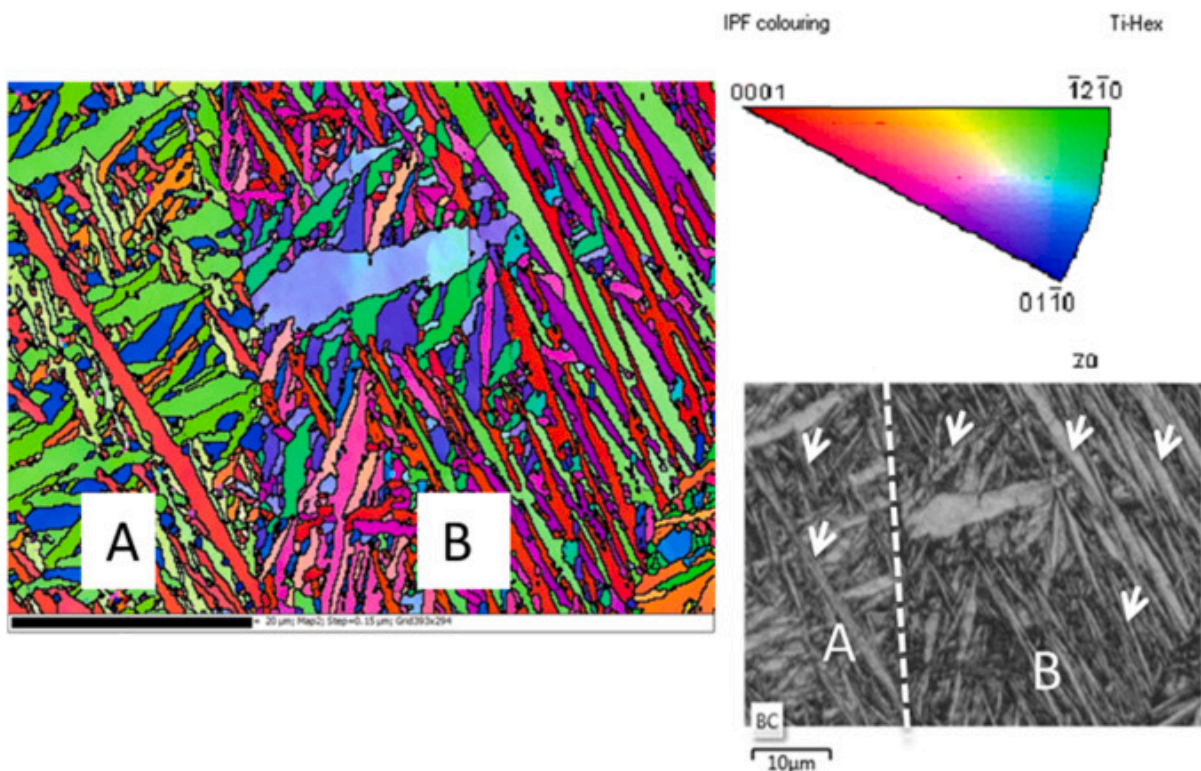 IPF colouring Ti-Hex
0001 1̅21̅0
011̅0
A B
= 20 µm; Map2; Step=0.15 µm; Grid393x294
A B
BC
10µm